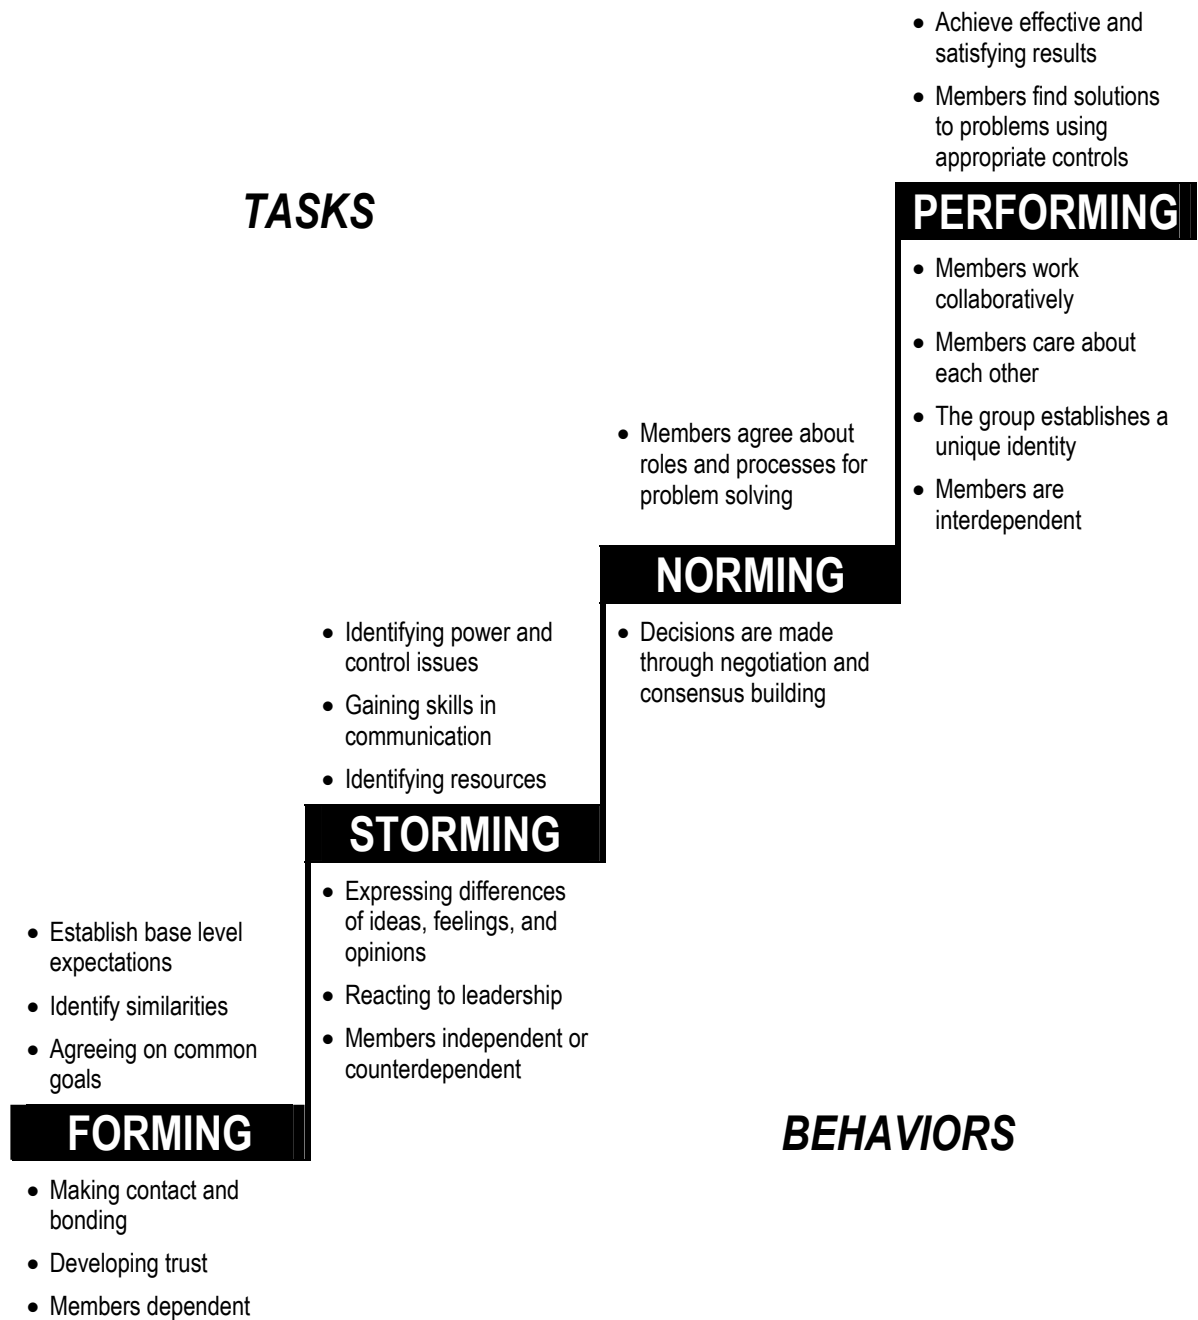 • Achieve effective and
satisfying results
• Members find solutions
to problems using
appropriate controls
TASKS
PERFORMING
• Members work
collaboratively
• Members care about
each other
• The group establishes a
unique identity
• Members are
interdependent
• Members agree about
roles and processes for
problem solving
NORMING
• Decisions are made
through negotiation and
consensus building
• Identifying power and
control issues
• Gaining skills in
communication
• Identifying resources
STORMING
• Expressing differences
of ideas, feelings, and
opinions
• Reacting to leadership
• Members independent or
counterdependent
• Establish base level
expectations
• Identify similarities
• Agreeing on common
goals
FORMING
• Making contact and
bonding
• Developing trust
• Members dependent
BEHAVIORS